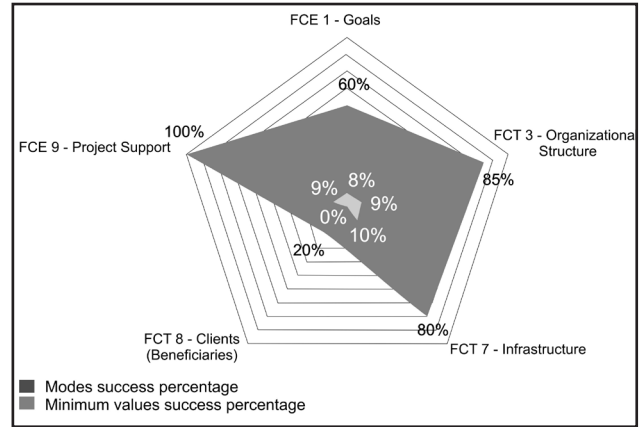 FCE 1 - Goals
60%
100%
FCE 9 - Project Support
FCT 3 - Organizational
Structure
85%
9%
8%
9%
0%
10%
20%
80%
FCT 8 - Clients
(Beneficiaries)
FCT 7 - Infrastructure
Modes success percentage
Minimum values success percentage